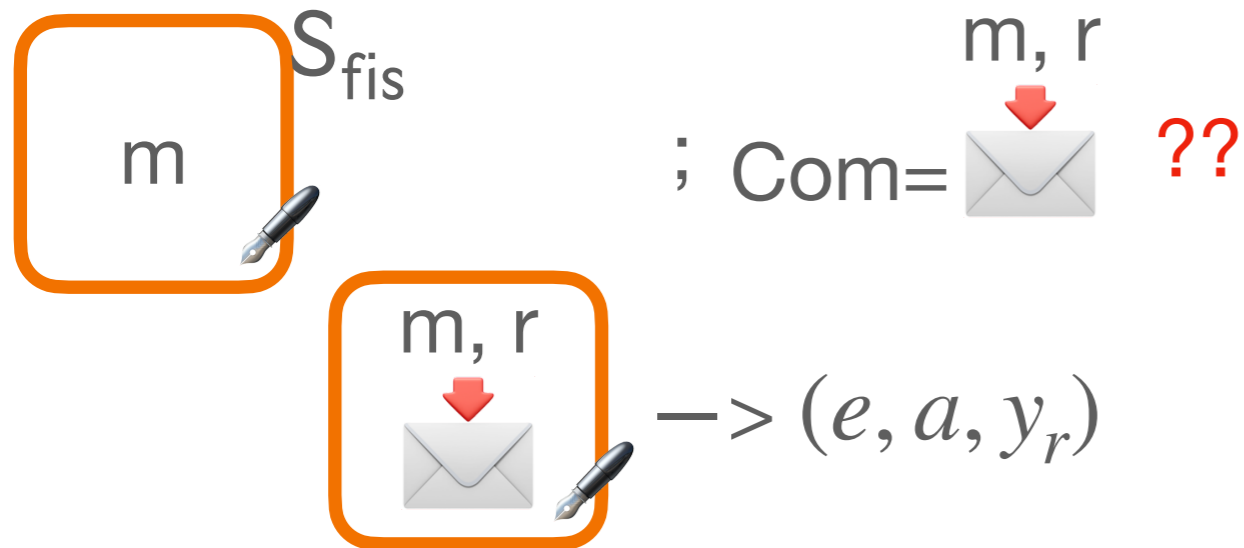 S_fis
m
m, r
; Com= ??
m, r
—> (e, a, y_r)